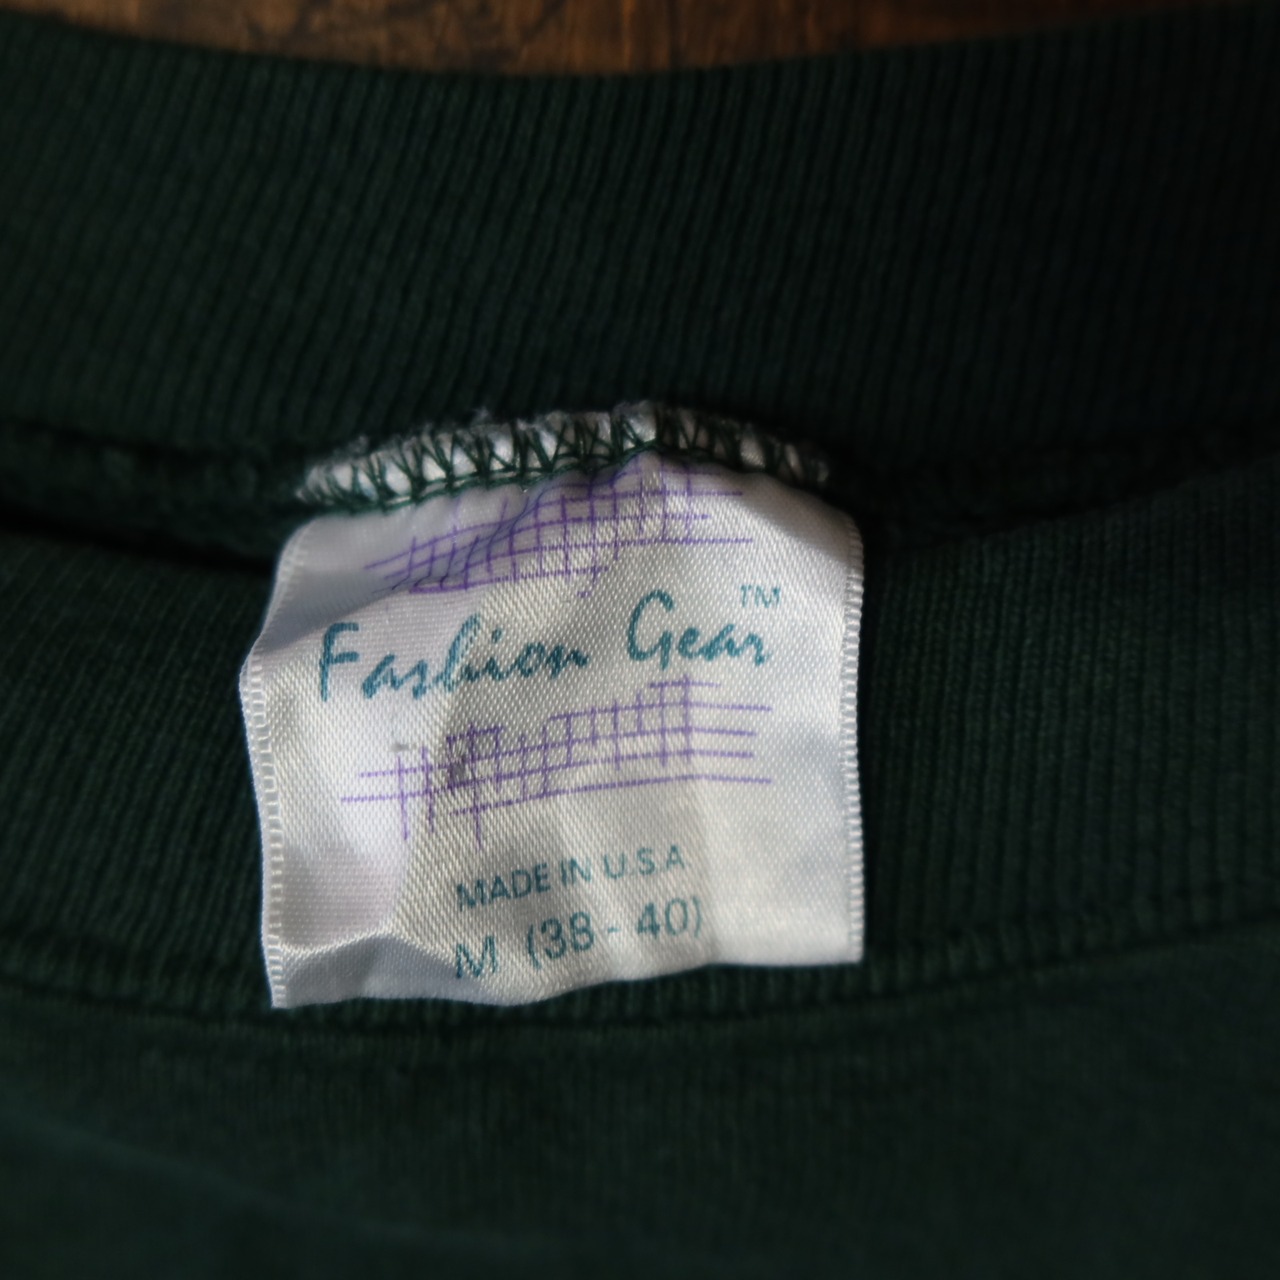 Fashion Gear™
MADE IN U.S.A
M (38 - 40)